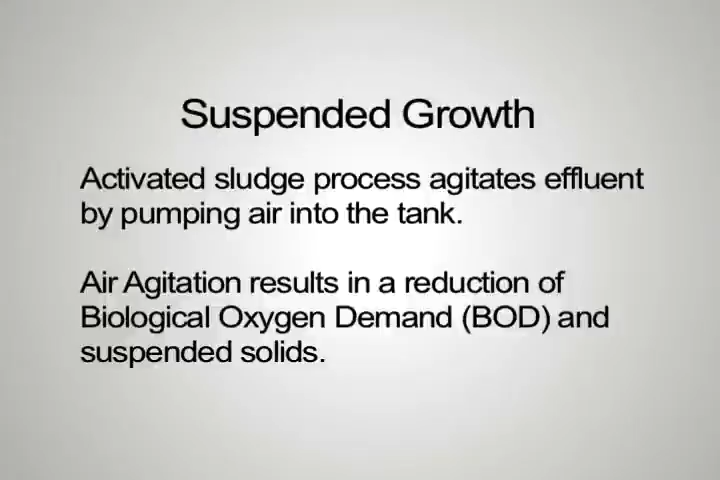 Suspended Growth
Activated sludge process agitates effluent
by pumping air into the tank.
Air Agitation results in a reduction of
Biological Oxygen Demand (BOD) and
suspended solids.